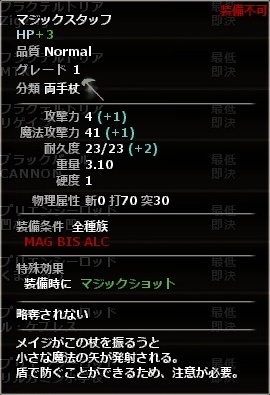 装備不可
マジックスタッフ
HP+3
品質 Normal
グレード 1
分類 両手杖
攻撃力 4 (+1)
魔法攻撃力 41 (+1)
耐久度 23/23 (+2)
重量 3.10
硬度 1
物理属性 斬0 打70 突30
装備条件 全種族
MAG BIS ALC
特殊効果
装備時に マジックショット
略奪されない
メイジがこの杖を振るうと
小さな魔法の矢が発射される。
盾で防ぐことができるため、注意が必要。